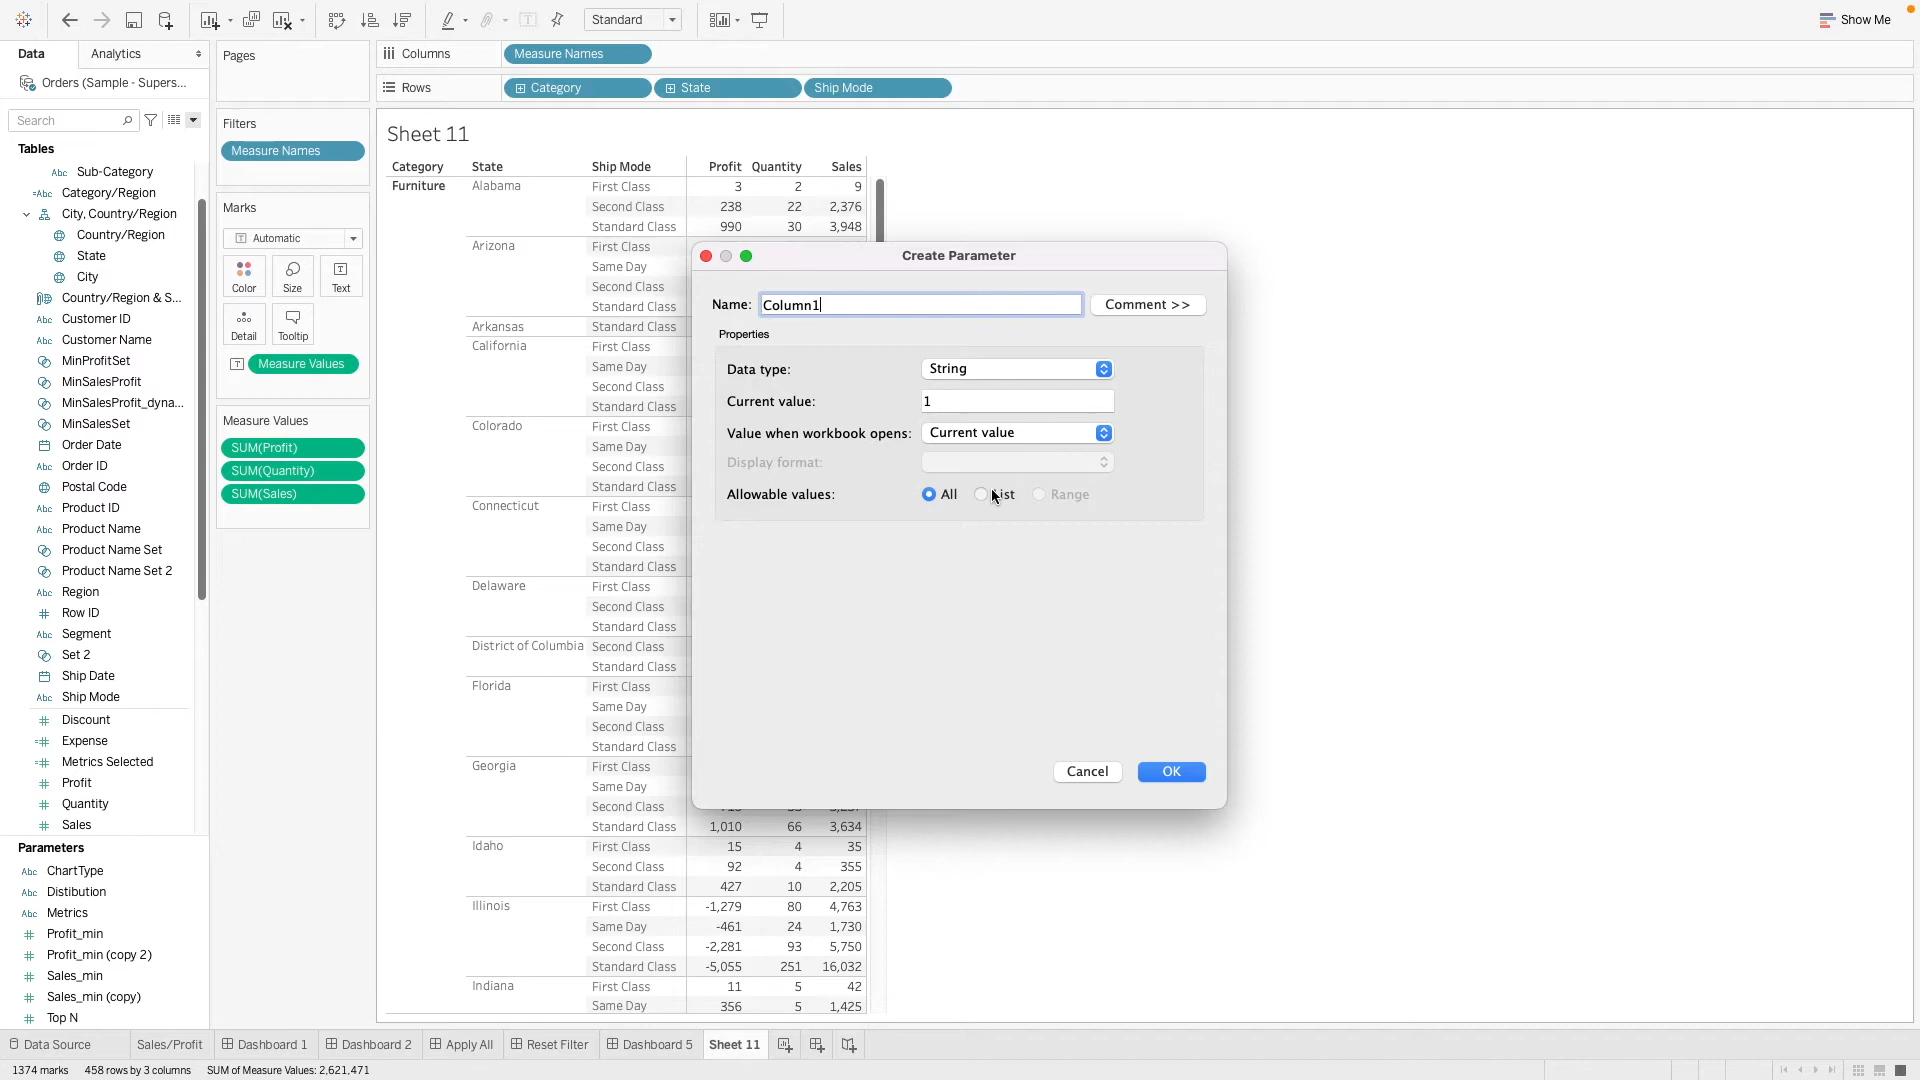 Standard
Show Me
Data
Analytics
Orders (Sample - Supers...
Search
Tables
Abc Sub-Category
=Abc Category/Region
City, Country/Region
Country/Region
State
City
Country/Region & S...
Abc Customer ID
Abc Customer Name
MinProfitSet
MinSalesProfit
MinSalesProfit_dyna...
MinSalesSet
Order Date
Abc Order ID
Postal Code
Abc Product ID
Abc Product Name
Product Name Set
Product Name Set 2
Abc Region
# Row ID
Abc Segment
Set 2
Ship Date
Abc Ship Mode
# Discount
=# Expense
=# Metrics Selected
# Profit
# Quantity
# Sales
Parameters
Abc ChartType
Abc Distibution
Abc Metrics
# Profit_min
# Profit_min (copy 2)
# Sales_min
# Sales_min (copy)
# Top N
Pages
Filters
Measure Names
Marks
T Automatic
Color
Size
Text
Detail
Tooltip
T Measure Values
Measure Values
SUM(Profit)
SUM(Quantity)
SUM(Sales)
Columns
Measure Names
Rows
Category
State
Ship Mode
Sheet 11
Category State Ship Mode Profit Quantity Sales
Furniture Alabama First Class 3 2 9
Second Class 238 22 2,376
Standard Class 990 30 3,948
Arizona First Class
Same Day
Second Class
Standard Class
Arkansas Standard Class
California First Class
Same Day
Second Class
Standard Class
Colorado First Class
Same Day
Second Class
Standard Class
Connecticut First Class
Same Day
Second Class
Standard Class
Delaware First Class
Second Class
Standard Class
District of Columbia Second Class
Standard Class
Florida First Class
Same Day
Second Class
Standard Class
Georgia First Class
Same Day
Second Class
Standard Class 1,010 66 3,634
Idaho First Class 15 4 35
Second Class 92 4 355
Standard Class 427 10 2,205
Illinois First Class -1,279 80 4,763
Same Day -461 24 1,730
Second Class -2,281 93 5,750
Standard Class -5,055 251 16,032
Indiana First Class 11 5 42
Same Day 356 5 1,425
Create Parameter
Name: Column1 Comment >>
Properties
Data type: String
Current value: 1
Value when workbook opens: Current value
Display format:
Allowable values: All List Range
Cancel
OK
Data Source
Sales/Profit
Dashboard 1
Dashboard 2
Apply All
Reset Filter
Dashboard 5
Sheet 11
1374 marks 458 rows by 3 columns SUM of Measure Values: 2,621,471